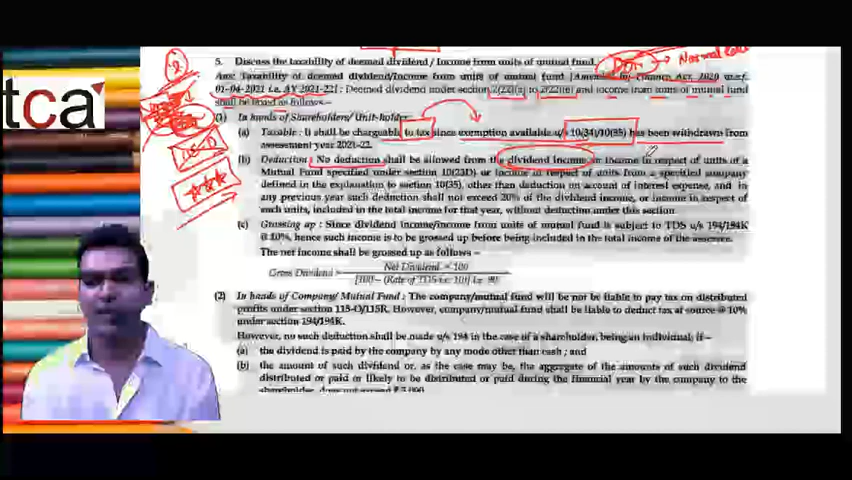 tca
5. Discuss the taxability of deemed dividend / Income from units of mutual fund.
Ans: Taxability of deemed dividend/income from units of mutual fund [Amended by Finance Act, 2020 w.e.f.
01-04-2021 i.e. AY 2021-22] : Deemed dividend under section 2(22)(a) to 2(22)(e) and income from units of mutual fund
shall be taxed as follows –
(1) In hands of Shareholders/ Unit-holder
(a) Taxable : It shall be chargeable to tax since exemption available u/s 10(34)/10(35) has been withdrawn from
assessment year 2021-22.
(b) Deduction : No deduction shall be allowed from the dividend income or income in respect of units of a
Mutual Fund specified under section 10(23D) or income in respect of units from a specified company
defined in the explanation to section 10(35), other than deduction on account of interest expense, and in
any previous year such deduction shall not exceed 20% of the dividend income, or income in respect of
such units, included in the total income for that year, without deduction under this section.
(c) Grossing up : Since dividend income/income from units of mutual fund is subject to TDS u/s 194/194K
@ 10%, hence such income is to be grossed up before being included in the total income of the assessee.
The net income shall be grossed up as follows –
Gross Dividend = Net Dividend × 100 / [100 – (Rate of TDS i.e. 10)] i.e. 90
(2) In hands of Company/ Mutual Fund : The company/mutual fund will be not be liable to pay tax on distributed
profits under section 115-O/115R. However, company/mutual fund shall be liable to deduct tax at source @ 10%
under section 194/194K.
However, no such deduction shall be made u/s 194 in the case of a shareholder, being an individual, if –
(a) the dividend is paid by the company by any mode other than cash ; and
(b) the amount of such dividend or, as the case may be, the aggregate of the amounts of such dividend
distributed or paid or likely to be distributed or paid during the financial year by the company to the
shareholder, does not exceed ₹ 5,000.